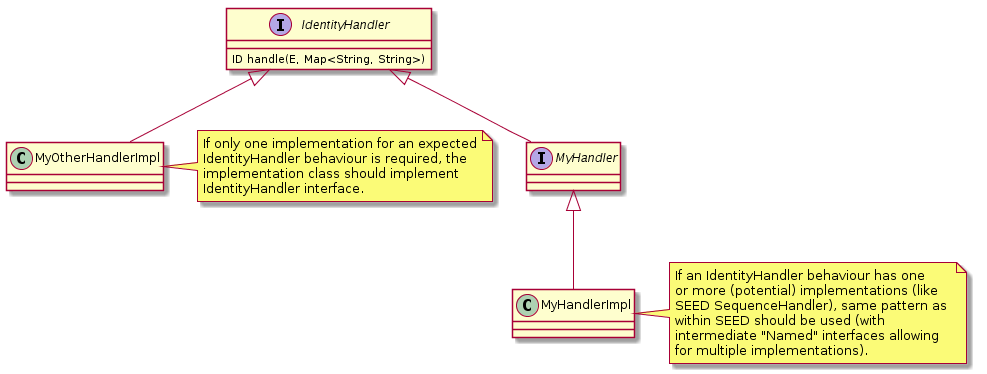 I IdentityHandler
ID handle(E, Map<String, String>)
C MyOtherHandlerImpl
If only one implementation for an expected
IdentityHandler behaviour is required, the
implementation class should implement
IdentityHandler interface.
I MyHandler
C MyHandlerImpl
If an IdentityHandler behaviour has one
or more (potential) implementations (like
SEED SequenceHandler), same pattern as
within SEED should be used (with
intermediate "Named" interfaces allowing
for multiple implementations).